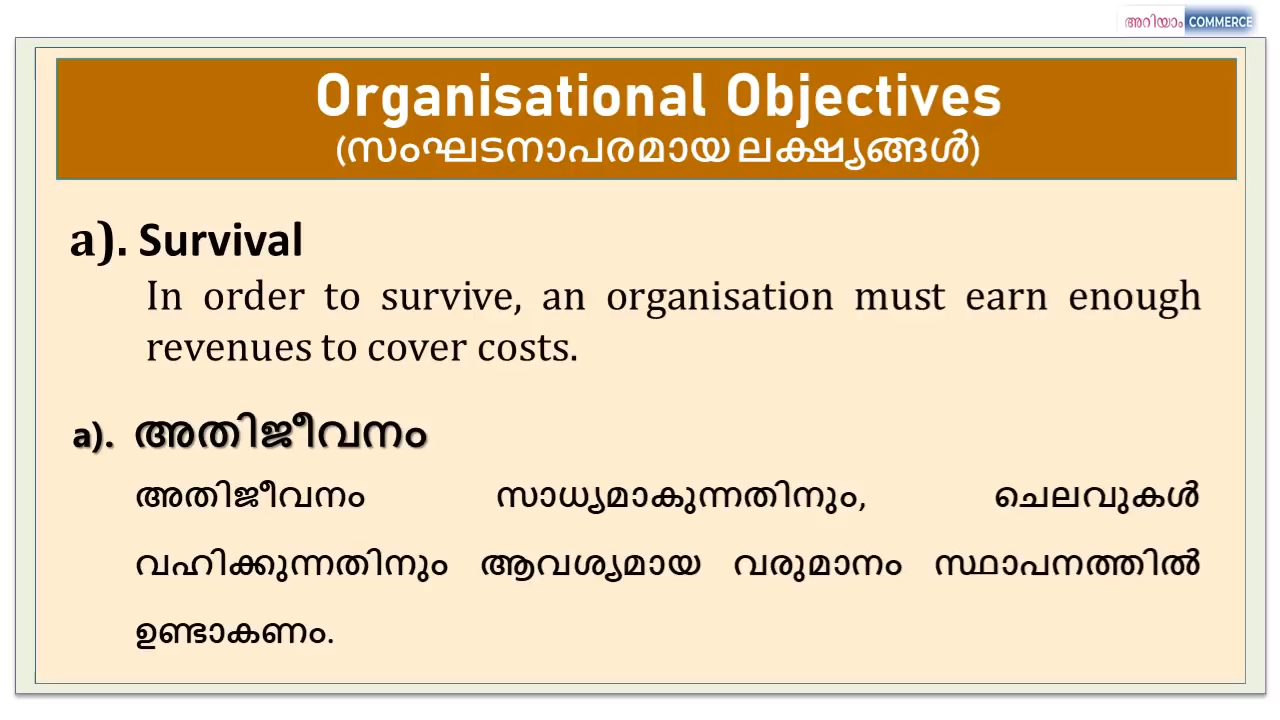 അറിയാം COMMERCE
Organisational Objectives
(സംഘടനാപരമായ ലക്ഷ്യങ്ങൾ)
a). Survival
In order to survive, an organisation must earn enough
revenues to cover costs.
a). അതിജീവനം
അതിജീവനം സാധ്യമാകുന്നതിനും, ചെലവുകൾ
വഹിക്കുന്നതിനും ആവശ്യമായ വരുമാനം സ്ഥാപനത്തിൽ
ഉണ്ടാകണം.